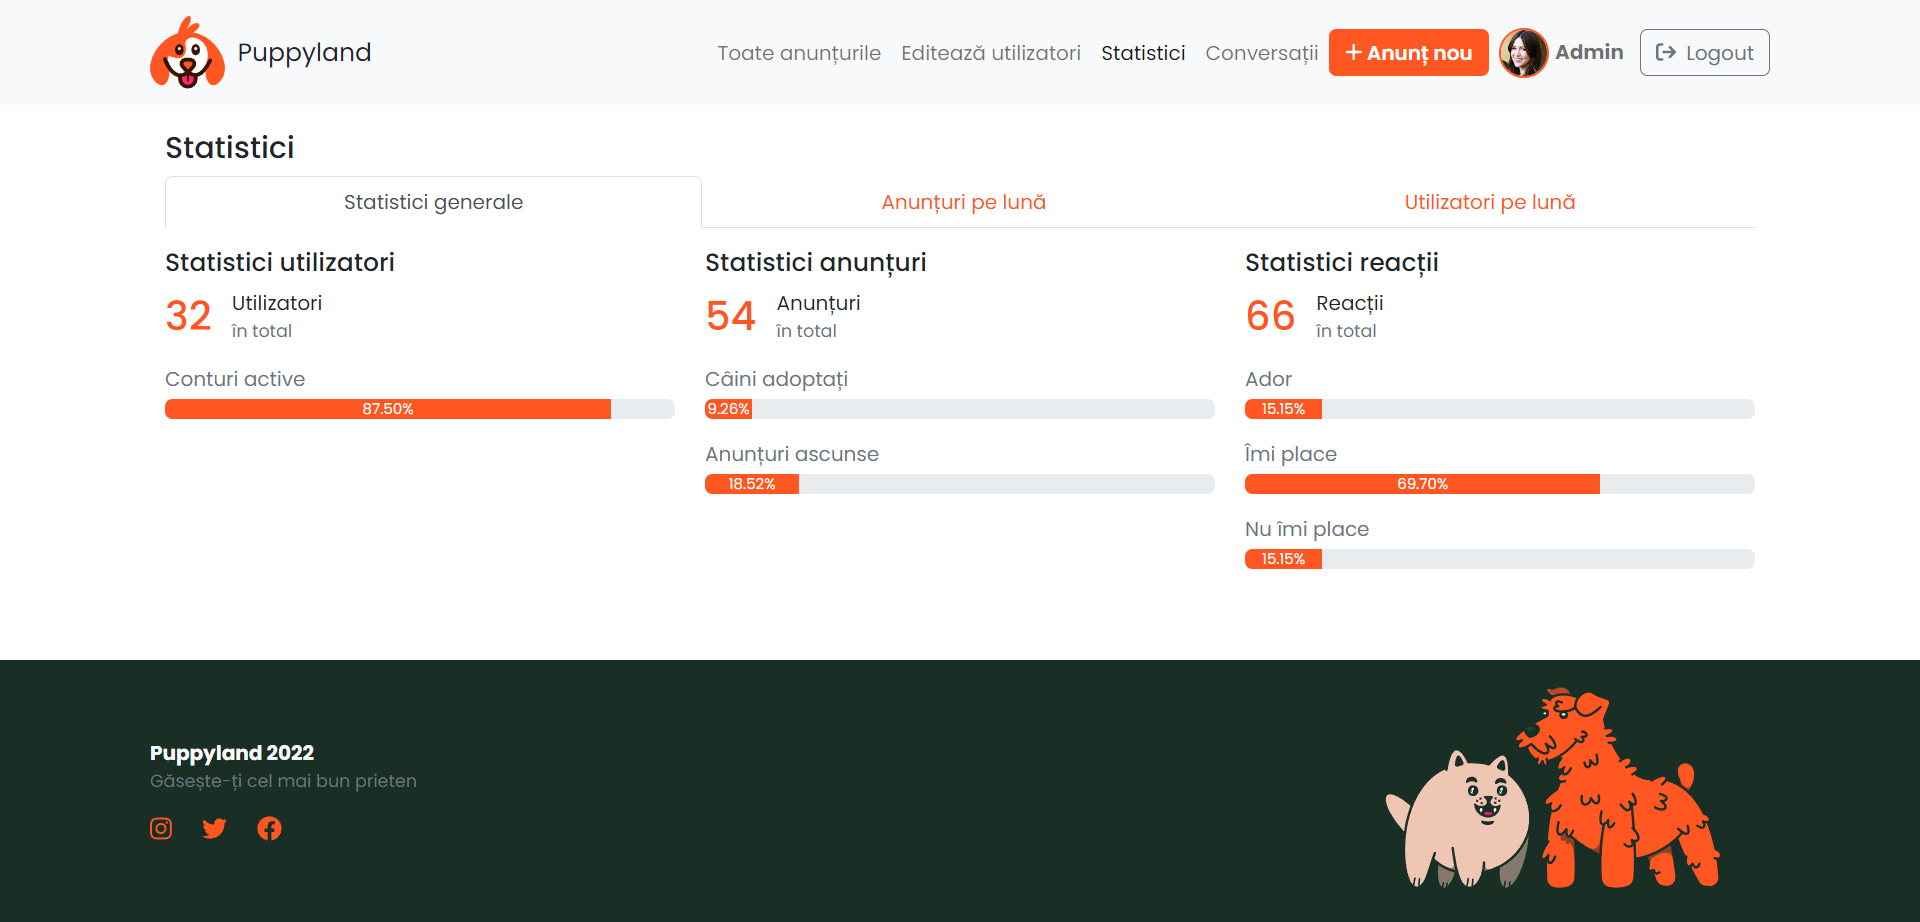 Puppyland
Toate anunțurile Editează utilizatori Statistici Conversații + Anunț nou Admin Logout
Statistici
Statistici generale Anunțuri pe lună Utilizatori pe lună
Statistici utilizatori
32 Utilizatori
în total
Conturi active
87.50%
Statistici anunțuri
54 Anunțuri
în total
Câini adoptați
9.26%
Anunțuri ascunse
18.52%
Statistici reacții
66 Reacții
în total
Ador
15.15%
Îmi place
69.70%
Nu îmi place
15.15%
Puppyland 2022
Găsește-ți cel mai bun prieten